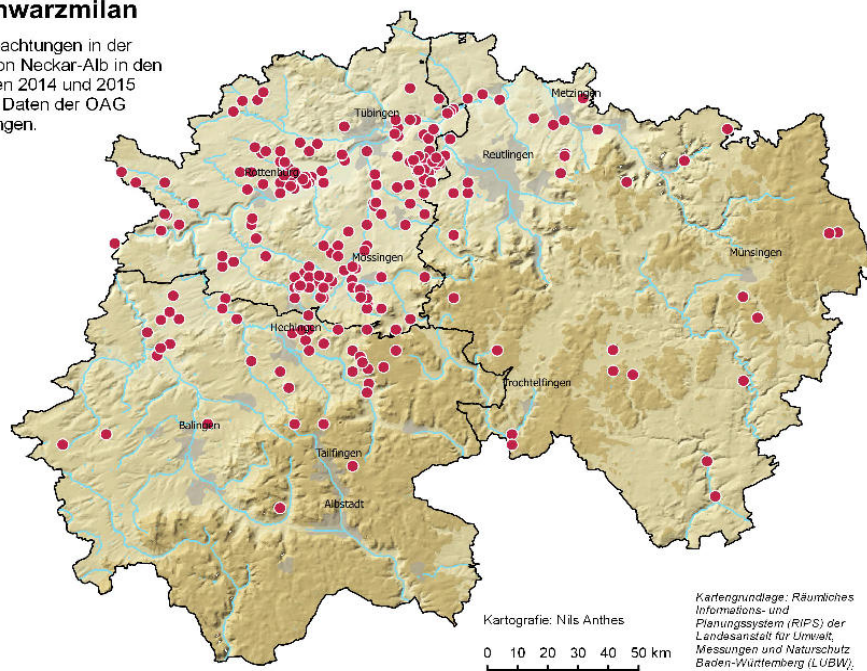 hwarzmilan
achtungen in der
on Neckar-Alb in den
en 2014 und 2015
Daten der OAG
ngen.
Metzingen
Tübingen
Reutlingen
Rottenburg
Münsingen
Mössingen
Hechingen
Trochtelfingen
Balingen
Tailfingen
Albstadt
Kartografie: Nils Anthes
0 10 20 30 40 50 km
Kartengrundlage: Räumliches
Informations- und
Planungssystem (RIPS) der
Landesanstalt für Umwelt,
Messungen und Naturschutz
Baden-Württemberg (LUBW).